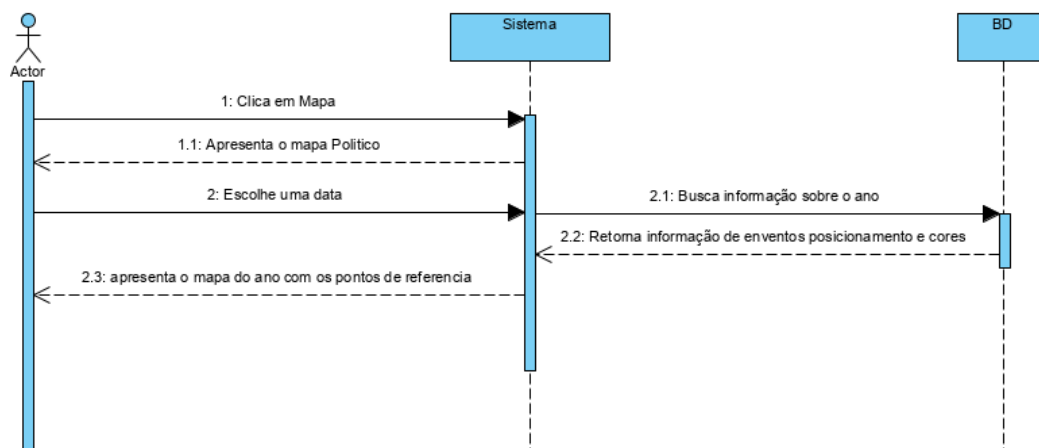 Sistema
BD
Actor
1: Clica em Mapa
1.1: Apresenta o mapa Politico
2: Escolhe uma data
2.1: Busca informação sobre o ano
2.2: Retorna informação de enventos posicionamento e cores
2.3: apresenta o mapa do ano com os pontos de referencia